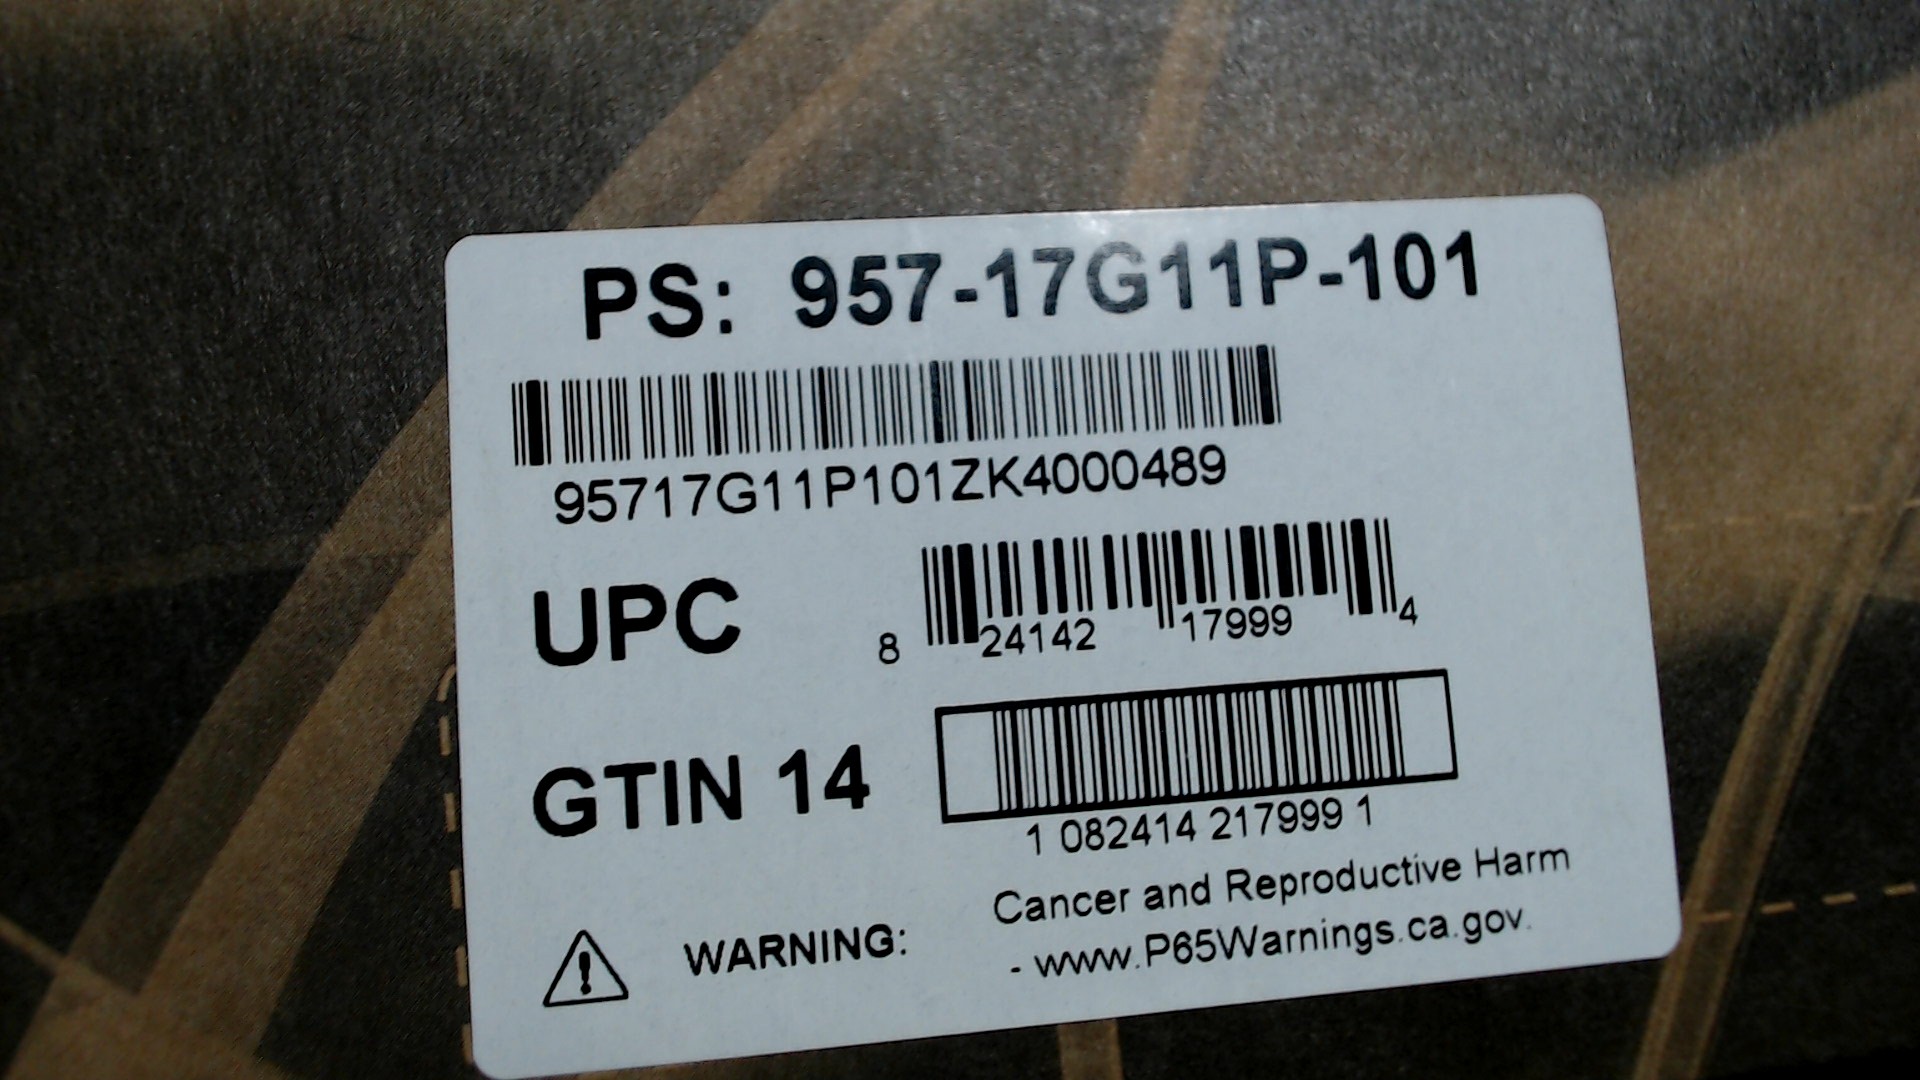 PS: 957-17G11P-101
95717G11P101ZK4000489
UPC
8 24142 17999 4
GTIN 14
1 082414 217999 1
WARNING: Cancer and Reproductive Harm
- www.P65Warnings.ca.gov.